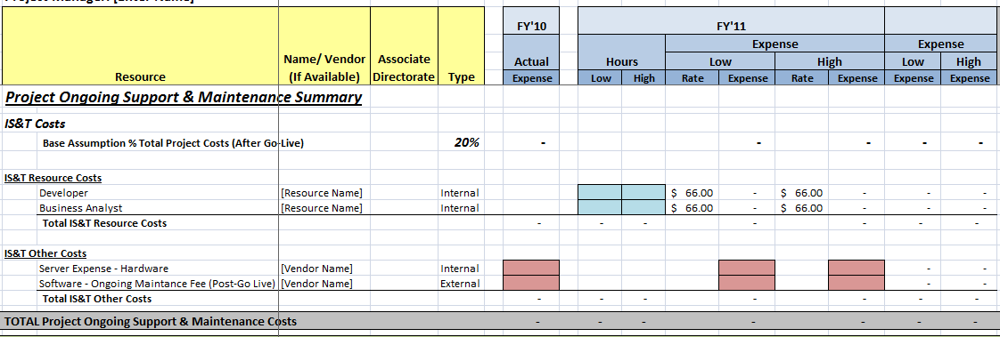 FY'10 FY'11
Expense Expense
Name/ Vendor Associate Actual Hours Low High Low High
Resource (If Available) Directorate Type Expense Low High Rate Expense Rate Expense Expense Expense
Project Ongoing Support & Maintenance Summary
IS&T Costs
Base Assumption % Total Project Costs (After Go-Live) 20% - - - - -
IS&T Resource Costs
Developer [Resource Name] Internal $ 66.00 - $ 66.00 - - -
Business Analyst [Resource Name] Internal $ 66.00 - $ 66.00 - - -
Total IS&T Resource Costs - - - - - - -
IS&T Other Costs
Server Expense - Hardware [Vendor Name] Internal - -
Software - Ongoing Maintance Fee (Post-Go Live) [Vendor Name] External - -
Total IS&T Other Costs - - - - - - -
TOTAL Project Ongoing Support & Maintenance Costs - - - - - - -